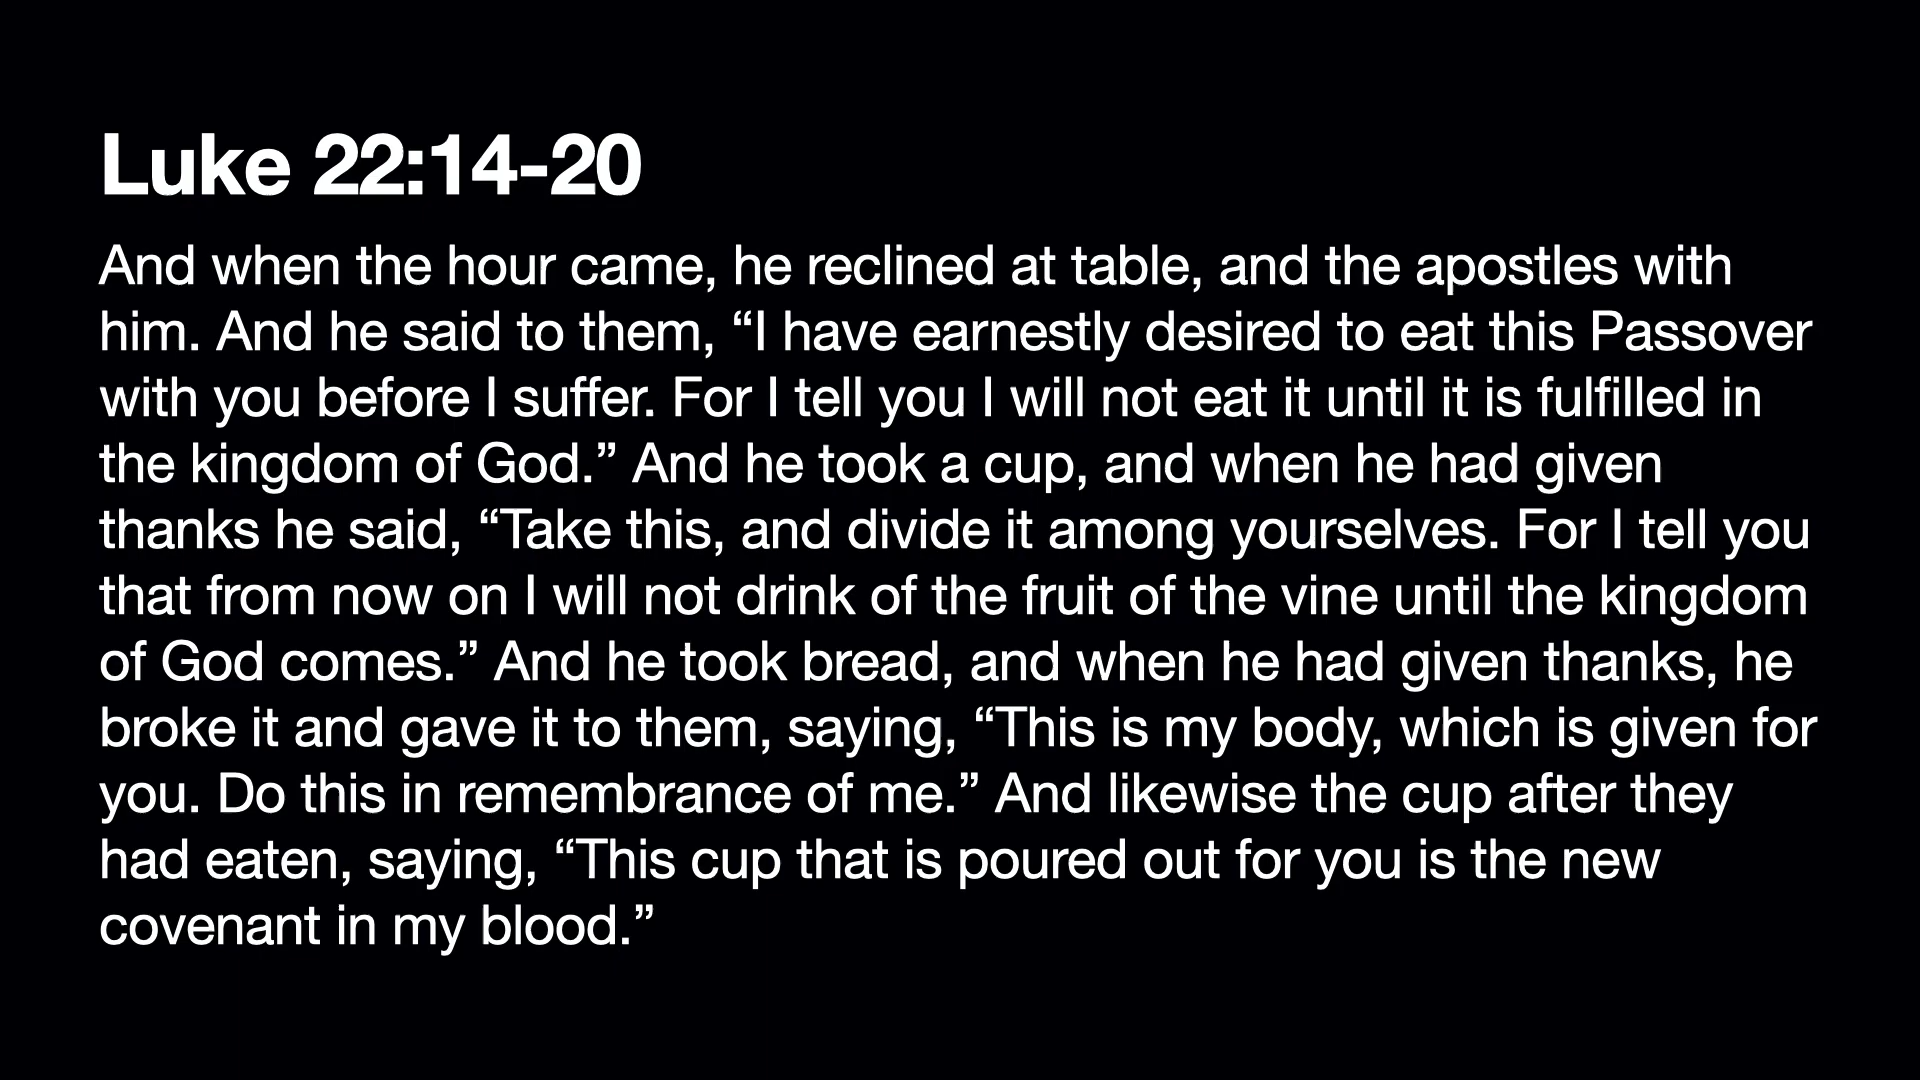 Luke 22:14-20
And when the hour came, he reclined at table, and the apostles with
him. And he said to them, “I have earnestly desired to eat this Passover
with you before I suffer. For I tell you I will not eat it until it is fulfilled in
the kingdom of God.” And he took a cup, and when he had given
thanks he said, “Take this, and divide it among yourselves. For I tell you
that from now on I will not drink of the fruit of the vine until the kingdom
of God comes.” And he took bread, and when he had given thanks, he
broke it and gave it to them, saying, “This is my body, which is given for
you. Do this in remembrance of me.” And likewise the cup after they
had eaten, saying, “This cup that is poured out for you is the new
covenant in my blood.”